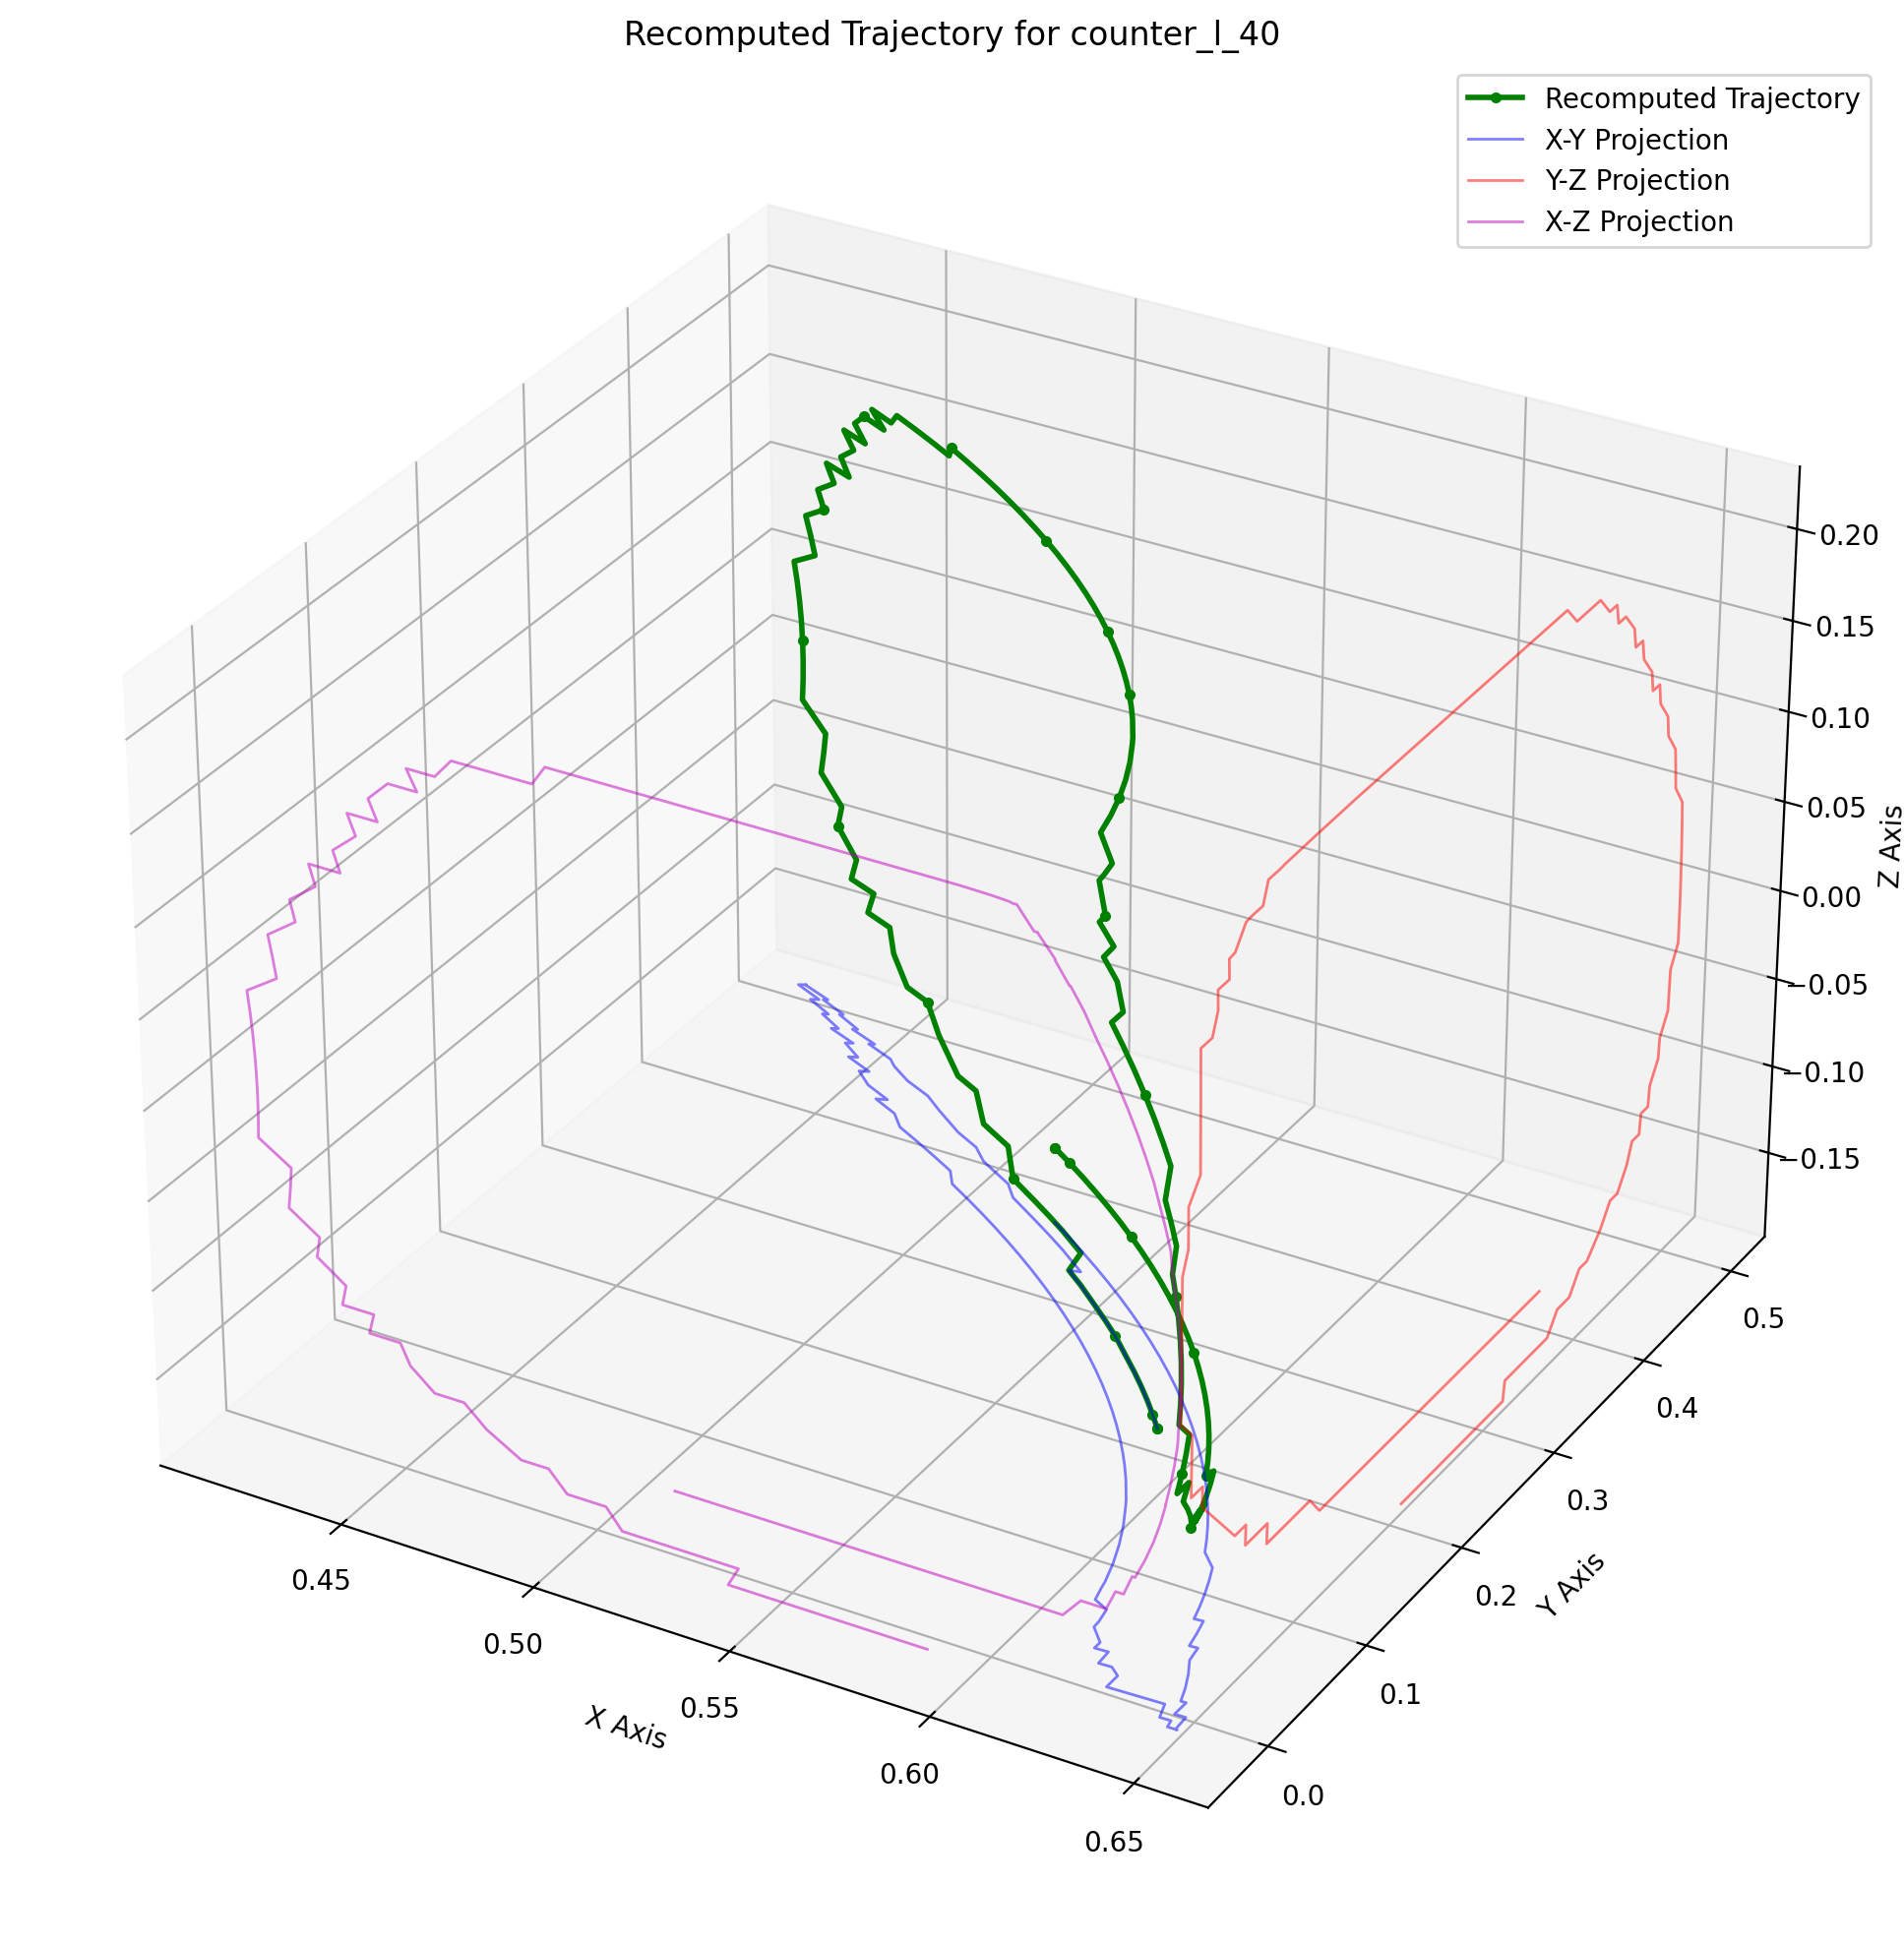 Recomputed Trajectory for counter_l_40
Recomputed Trajectory
X-Y Projection
Y-Z Projection
X-Z Projection
0.20
0.15
0.10
0.05
0.00
−0.05
−0.10
−0.15
Z Axis
0.5
0.4
0.3
0.2
0.1
0.0
Y Axis
0.45
0.50
0.55
0.60
0.65
X Axis